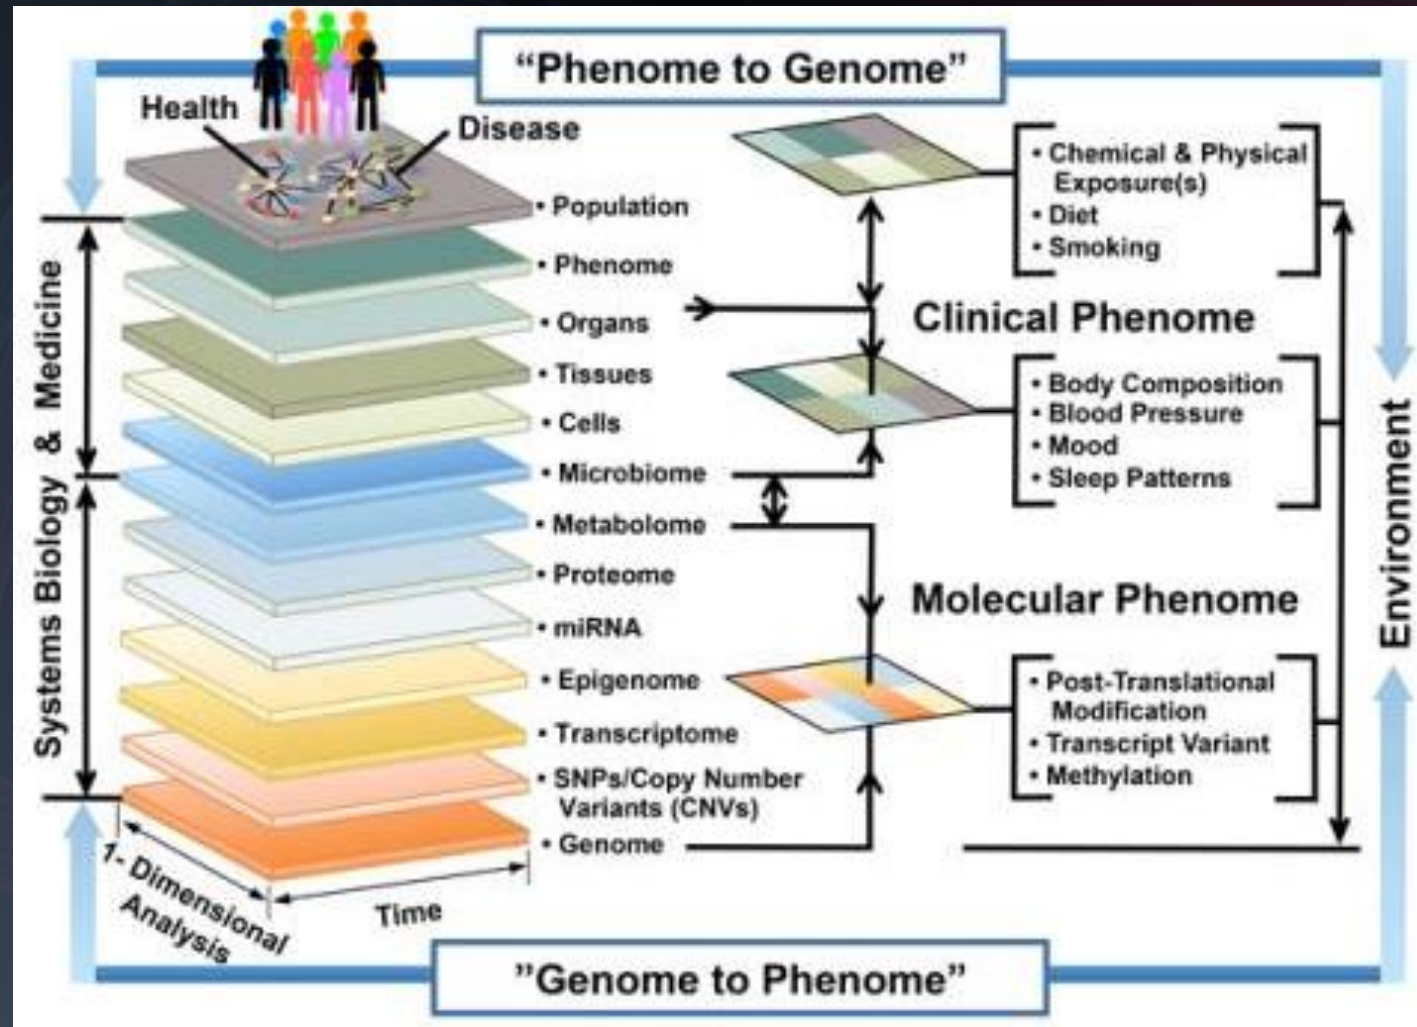 “Phenome to Genome”
Health
Disease
• Population
• Phenome
• Organs
• Tissues
• Cells
• Microbiome
• Metabolome
• Proteome
• miRNA
• Epigenome
• Transcriptome
• SNPs/Copy Number
Variants (CNVs)
• Genome
Systems Biology & Medicine
1- Dimensional
Analysis
Time
• Chemical & Physical
Exposure(s)
• Diet
• Smoking
Clinical Phenome
• Body Composition
• Blood Pressure
• Mood
• Sleep Patterns
Molecular Phenome
• Post-Translational
Modification
• Transcript Variant
• Methylation
Environment
”Genome to Phenome”